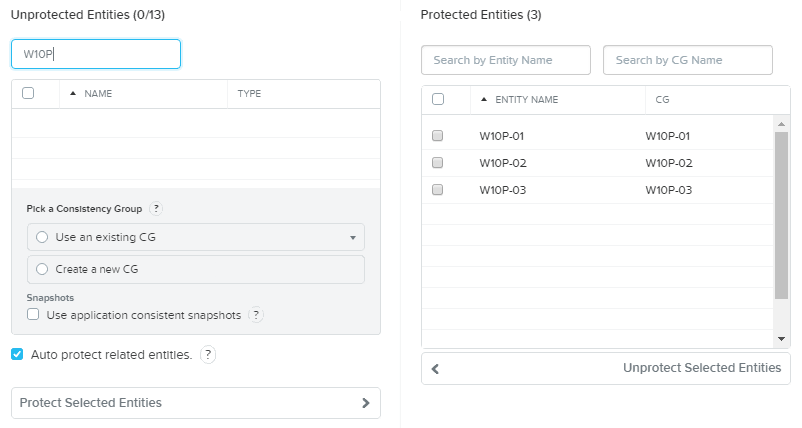 Unprotected Entities (0/13)
W10P
NAME TYPE
Pick a Consistency Group ?
Use an existing CG
Create a new CG
Snapshots
Use application consistent snapshots ?
Auto protect related entities. ?
Protect Selected Entities
Protected Entities (3)
Search by Entity Name Search by CG Name
ENTITY NAME CG
W10P-01 W10P-01
W10P-02 W10P-02
W10P-03 W10P-03
Unprotect Selected Entities